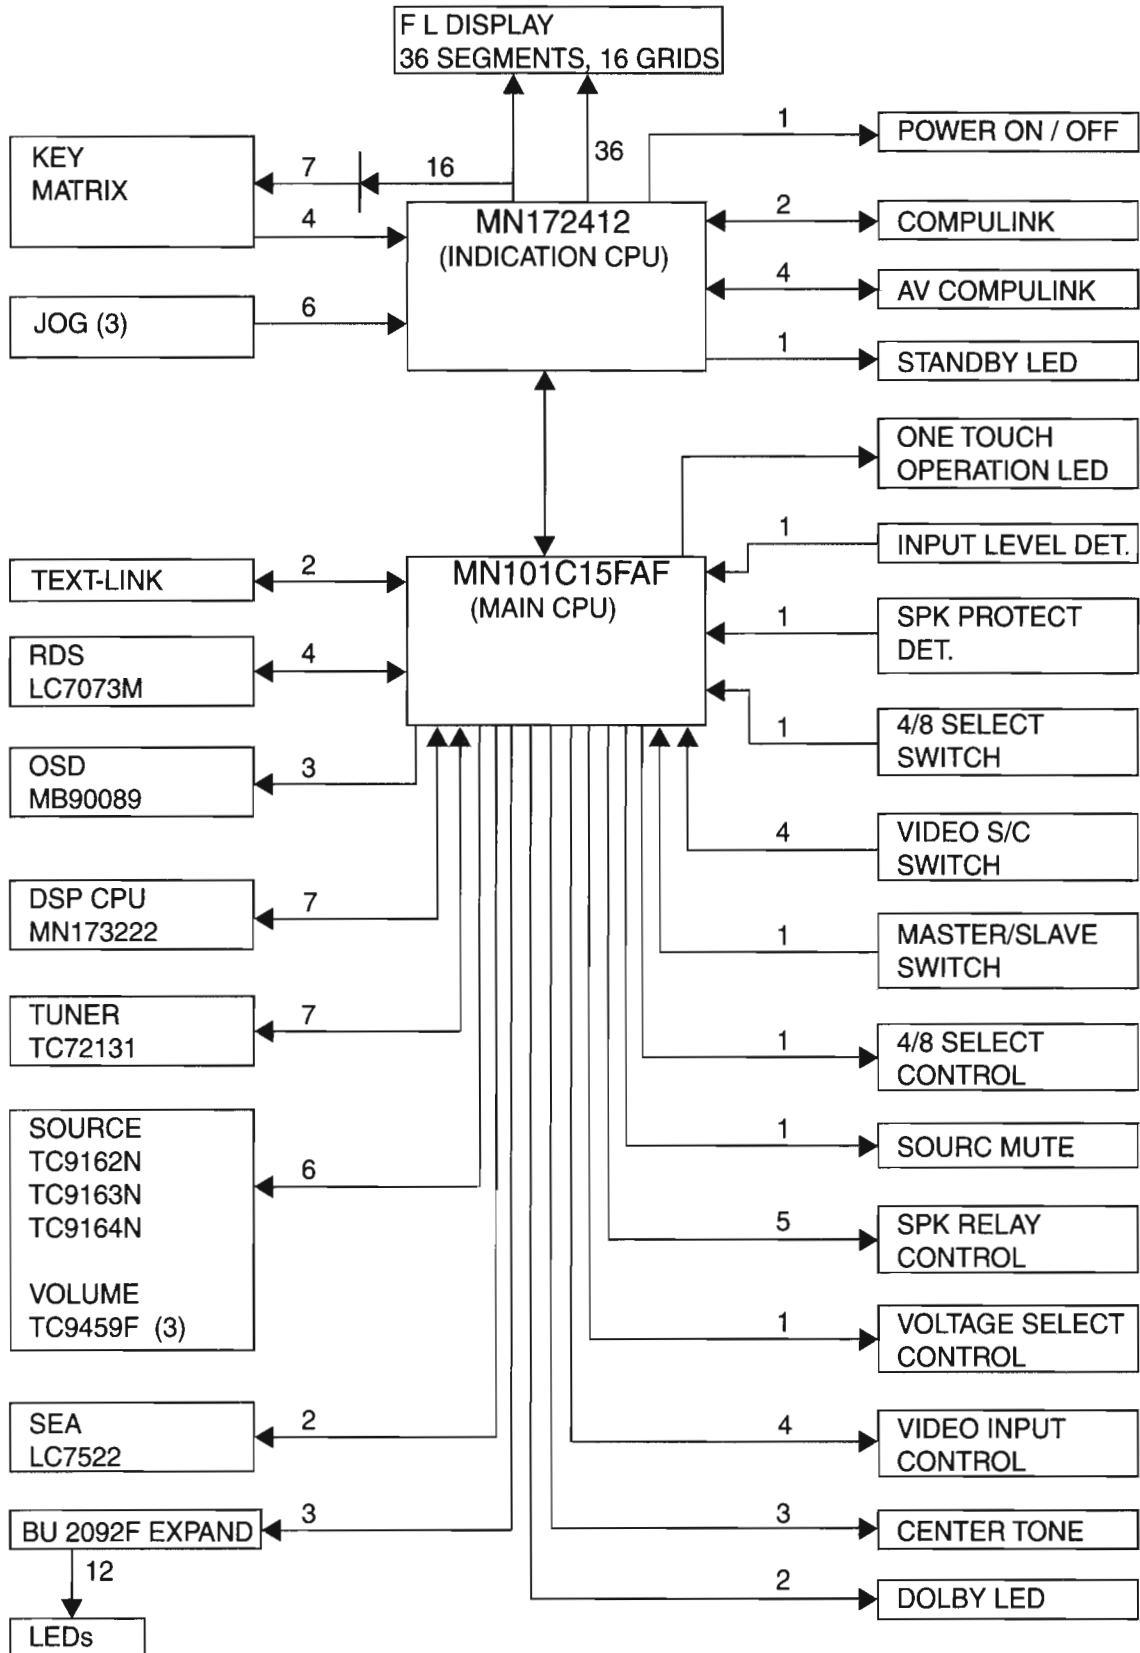 F L DISPLAY
36 SEGMENTS, 16 GRIDS
1
POWER ON / OFF
36
KEY
MATRIX
7
16
4
MN172412
(INDICATION CPU)
2
COMPULINK
4
AV COMPULINK
JOG (3)
6
1
STANDBY LED
ONE TOUCH
OPERATION LED
1
INPUT LEVEL DET.
TEXT-LINK
2
MN101C15FAF
(MAIN CPU)
1
SPK PROTECT
DET.
RDS
LC7073M
4
1
4/8 SELECT
SWITCH
OSD
MB90089
3
4
VIDEO S/C
SWITCH
DSP CPU
MN173222
7
1
MASTER/SLAVE
SWITCH
TUNER
TC72131
7
1
4/8 SELECT
CONTROL
SOURCE
TC9162N
TC9163N
TC9164N
VOLUME
TC9459F (3)
6
1
SOURC MUTE
5
SPK RELAY
CONTROL
1
VOLTAGE SELECT
CONTROL
SEA
LC7522
2
4
VIDEO INPUT
CONTROL
BU 2092F EXPAND
3
3
CENTER TONE
12
2
DOLBY LED
LEDs